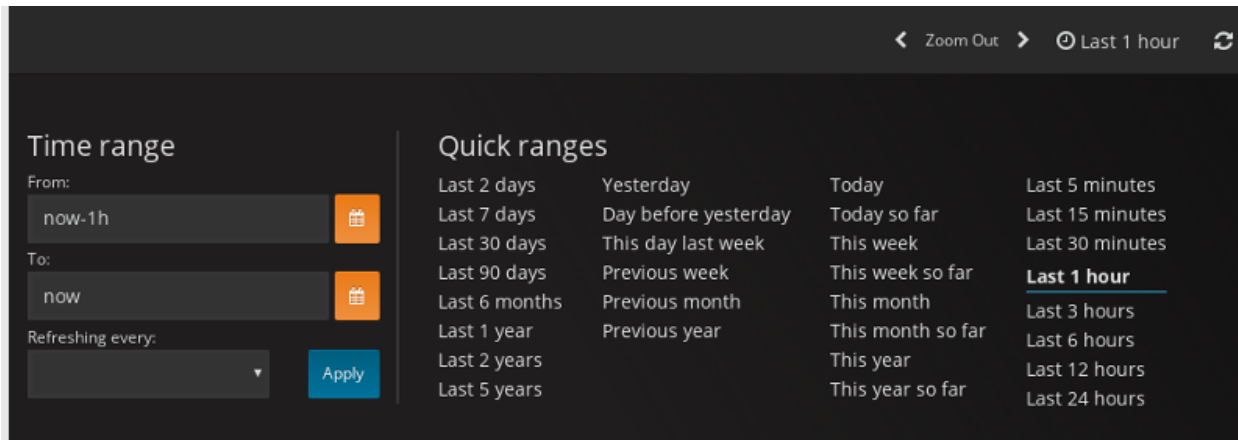 Zoom Out
Last 1 hour
Time range
From:
now-1h
To:
now
Refreshing every:
Apply
Quick ranges
Last 2 days
Last 7 days
Last 30 days
Last 90 days
Last 6 months
Last 1 year
Last 2 years
Last 5 years
Yesterday
Day before yesterday
This day last week
Previous week
Previous month
Previous year
Today
Today so far
This week
This week so far
This month
This month so far
This year
This year so far
Last 5 minutes
Last 15 minutes
Last 30 minutes
Last 1 hour
Last 3 hours
Last 6 hours
Last 12 hours
Last 24 hours